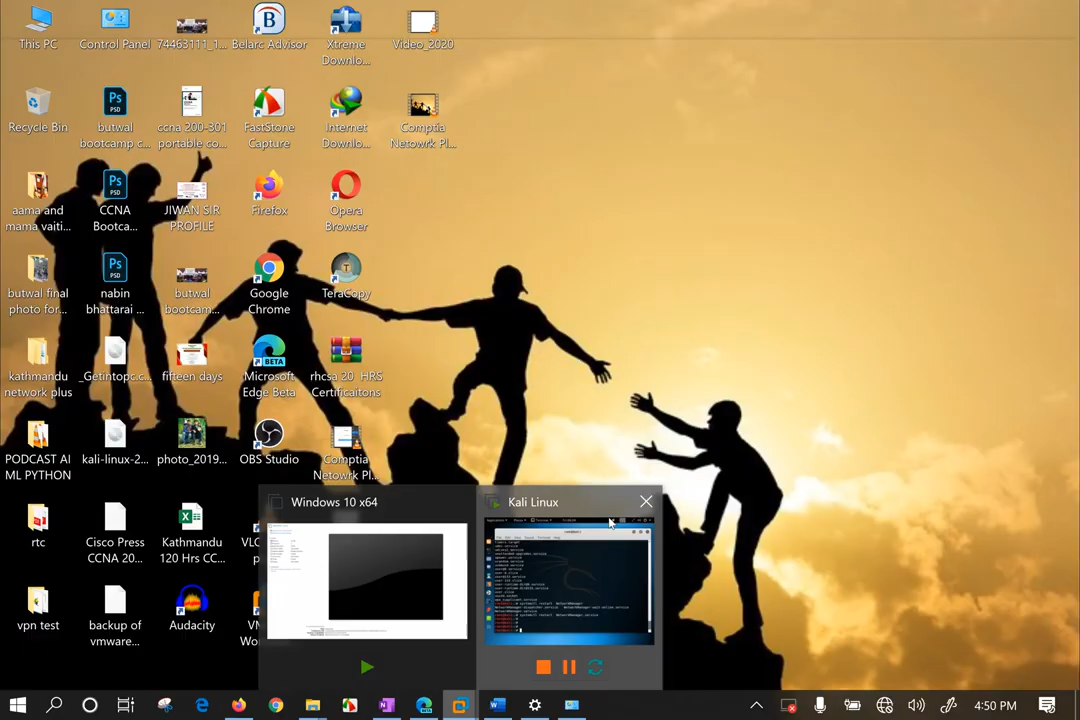 This PC
Control Panel
74463111_1...
Belarc Advisor
Xtreme
Downlo...
Video_2020
Recycle Bin
butwal
bootcamp c...
ccna 200-301
portable co...
FastStone
Capture
Internet
Downlo...
Comptia
Netowrk Pl...
aama and
mama vaiti...
CCNA
Bootca...
JIWAN SIR
PROFILE
Firefox
Opera
Browser
butwal final
photo for...
nabin
bhattarai ...
butwal
bootcam...
Google
Chrome
TeraCopy
kathmandu
network plus
_Getintopc.c...
fifteen days
Microsoft
Edge Beta
rhcsa 20 HRS
Certificaitons
PODCAST AI
ML PYTHON
kali-linux-2...
photo_2019...
OBS Studio
Comptia
Netowrk Pl...
rtc
Cisco Press
CCNA 20...
Kathmandu
120 Hrs CC...
VLC
vpn test
backup of
vmware...
Audacity
Windows 10 x64
Kali Linux
4:50 PM